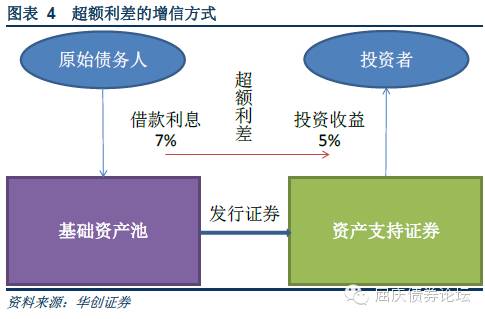 图表 4 超额利差的增信方式
原始债务人
投资者
超额利差
借款利息
7%
投资收益
5%
基础资产池
发行证券
资产支持证券
屈庆债券论坛
资料来源：华创证券